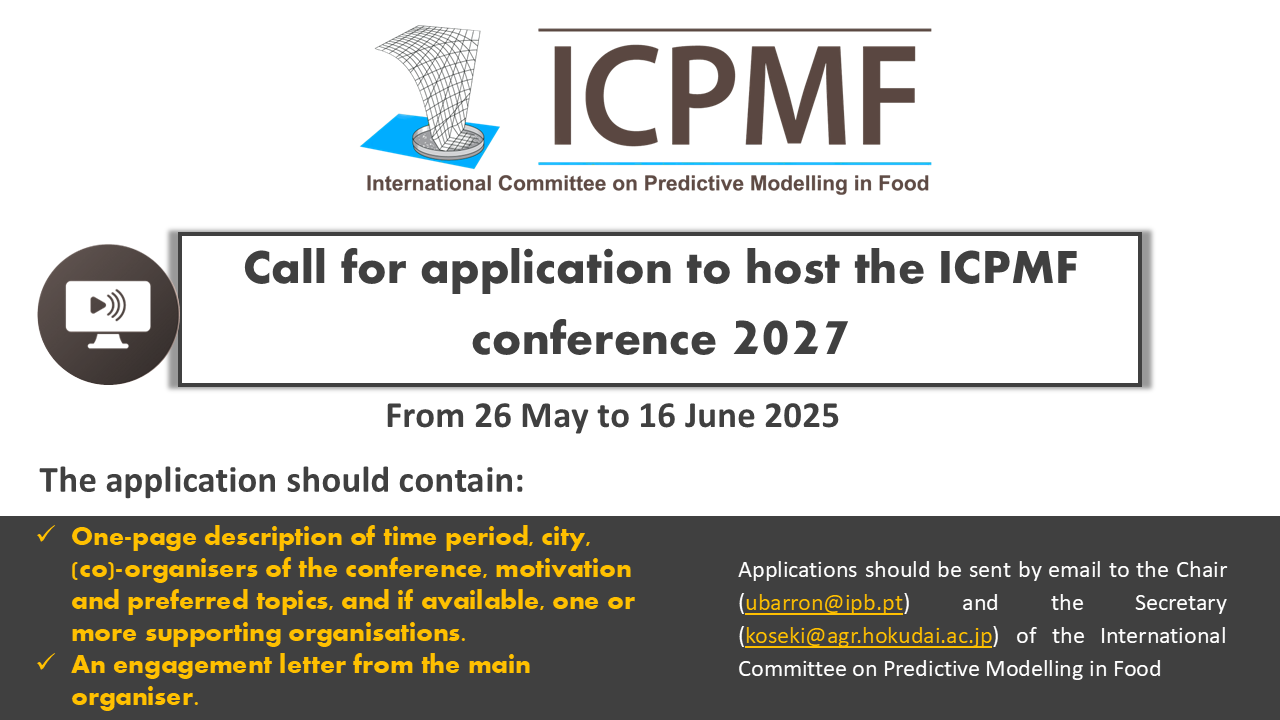 ICPMF
International Committee on Predictive Modelling in Food
Call for application to host the ICPMF
conference 2027
From 26 May to 16 June 2025
The application should contain:
✓ One-page description of time period, city,
(co)-organisers of the conference, motivation
and preferred topics, and if available, one or
more supporting organisations.
✓ An engagement letter from the main
organiser.
Applications should be sent by email to the Chair
(ubarron@ipb.pt) and the Secretary
(koseki@agr.hokudai.ac.jp) of the International
Committee on Predictive Modelling in Food